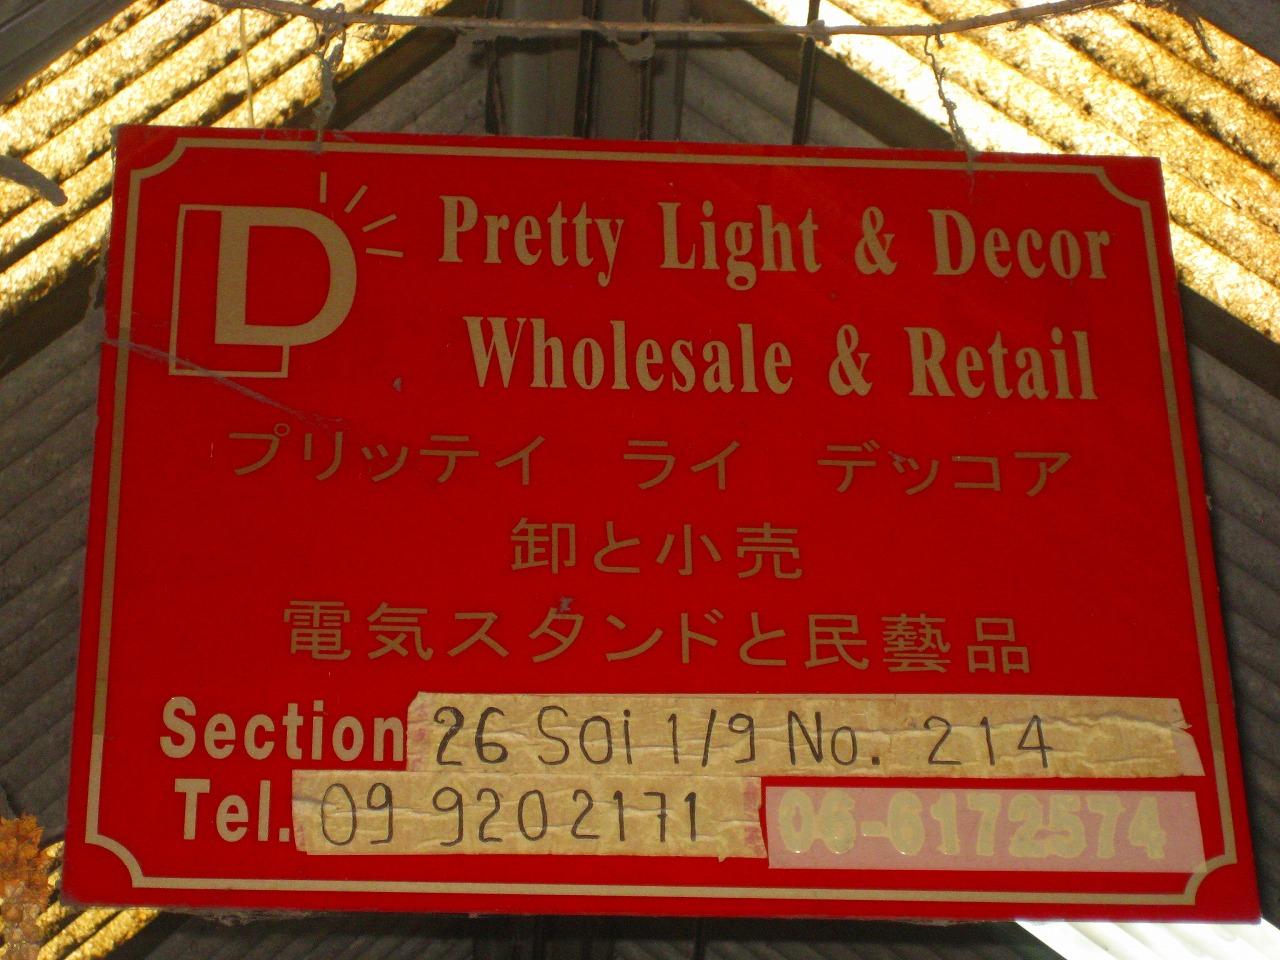 D
Pretty Light & Decor
Wholesale & Retail
プリッテイ ライ デッコア
卸と小売
電気スタンドと民藝品
Section 26 Soi 1/9 No. 214
Tel. 09 9202171 06-6172574